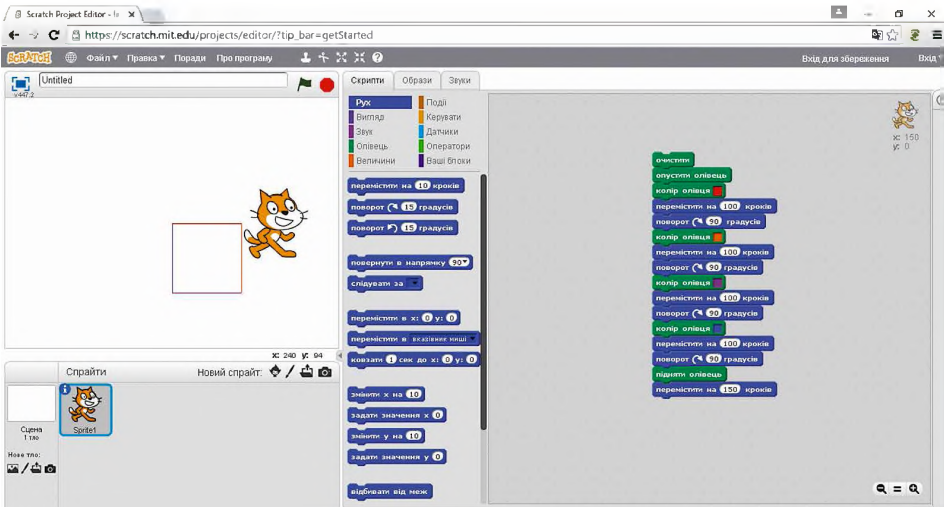 Scratch Project Editor - I
https://scratch.mit.edu/projects/editor/?tip_bar=getStarted
SCRATCH Файл Правка Поради Про програму Вхід для збереження Вхід
Untitled
v447.2
Скрипти Образи Звуки
Рух Події
Вигляд Керувати
Звук Датчики
Олівець Оператори
Величини Ваші блоки
перемістити на 10 кроків
поворот 15 градусів
поворот 15 градусів
повернути в напрямку 90
слідувати за
перемістити в x: 0 y: 0
перемістити в вказівник миші
ковзати 1 сек до x: 0 y: 0
змінити x на 10
задати значення x 0
змінити y на 10
задати значення y 0
відбивати від меж
x: 150
y: 0
очистити
опустити олівець
колір олівця
перемістити на 100 кроків
поворот 90 градусів
колір олівця
перемістити на 100 кроків
поворот 90 градусів
колір олівця
перемістити на 100 кроків
поворот 90 градусів
колір олівця
перемістити на 100 кроків
поворот 90 градусів
підняти олівець
перемістити на 150 кроків
x: 240 y: 94
Спрайти Новий спрайт:
Сцена
1 тло
Нове тло:
Sprite1